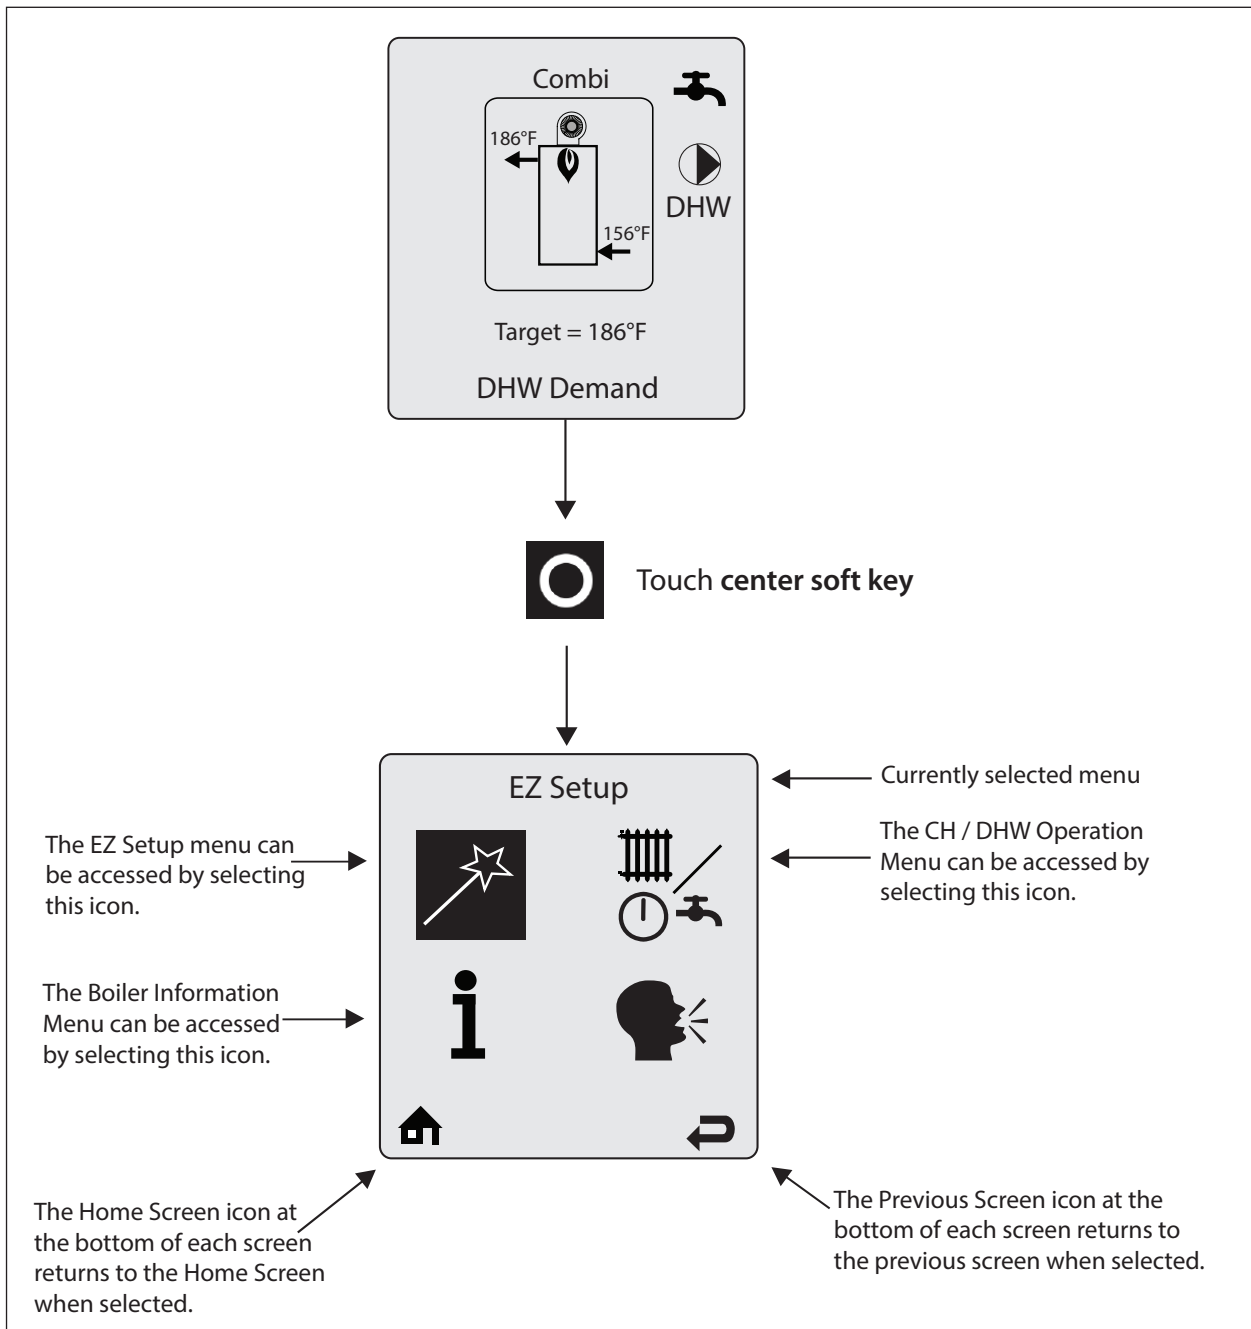 Combi
186°F
156°F
DHW
Target = 186°F
DHW Demand
Touch center soft key
EZ Setup
Currently selected menu
The EZ Setup menu can
be accessed by selecting
this icon.
The CH / DHW Operation
Menu can be accessed by
selecting this icon.
The Boiler Information
Menu can be accessed
by selecting this icon.
The Home Screen icon at
the bottom of each screen
returns to the Home Screen
when selected.
The Previous Screen icon at the
bottom of each screen returns to
the previous screen when selected.